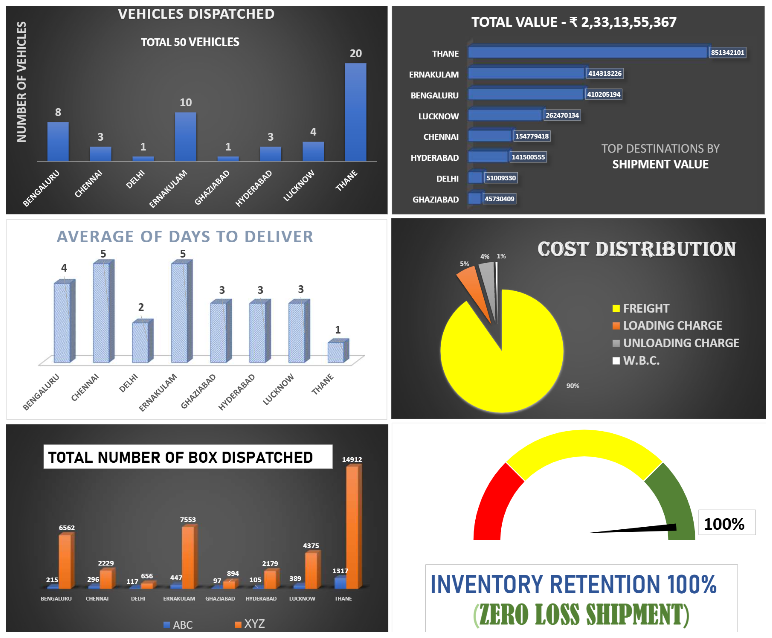 VEHICLES DISPATCHED
TOTAL 50 VEHICLES
NUMBER OF VEHICLES
8
3
1
10
1
3
4
20
BENGALURU
CHENNAI
DELHI
ERNAKULAM
GHAZIABAD
HYDERABAD
LUCKNOW
THANE
TOTAL VALUE - ₹ 2,33,13,55,367
THANE 851342101
ERNAKULAM 414318226
BENGALURU 410205194
LUCKNOW 262470134
CHENNAI 154779418
HYDERABAD 141500555
DELHI 51009330
GHAZIABAD 45730409
TOP DESTINATIONS BY
SHIPMENT VALUE
AVERAGE OF DAYS TO DELIVER
4
5
2
5
3
3
3
1
BENGALURU
CHENNAI
DELHI
ERNAKULAM
GHAZIABAD
HYDERABAD
LUCKNOW
THANE
COST DISTRIBUTION
5%
4%
1%
90%
FREIGHT
LOADING CHARGE
UNLOADING CHARGE
W.B.C.
TOTAL NUMBER OF BOX DISPATCHED
215 6562
296 2229
117 656
447 7553
97 894
105 2179
389 4375
1317 14912
BENGALURU CHENNAI DELHI ERNAKULAM GHAZIABAD HYDERABAD LUCKNOW THANE
ABC XYZ
100%
INVENTORY RETENTION 100%
(ZERO LOSS SHIPMENT)